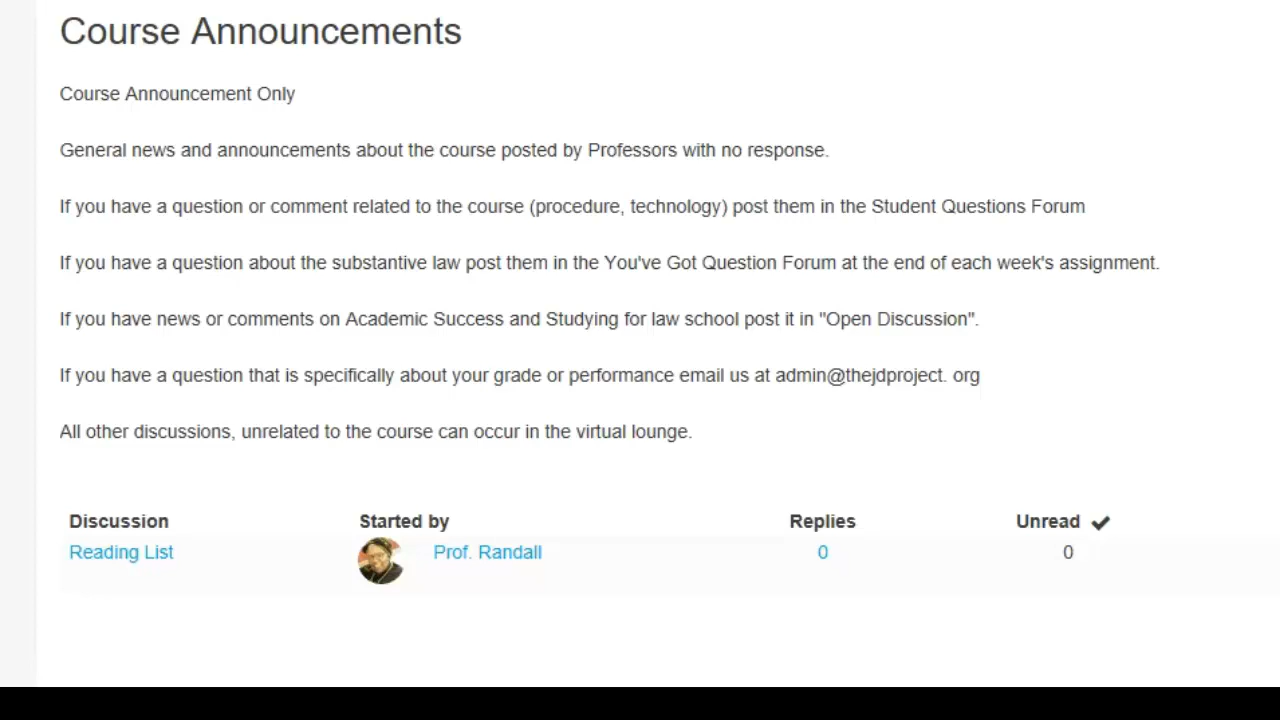 Course Announcements
Course Announcement Only
General news and announcements about the course posted by Professors with no response.
If you have a question or comment related to the course (procedure, technology) post them in the Student Questions Forum
If you have a question about the substantive law post them in the You've Got Question Forum at the end of each week's assignment.
If you have news or comments on Academic Success and Studying for law school post it in "Open Discussion".
If you have a question that is specifically about your grade or performance email us at admin@thejdproject. org
All other discussions, unrelated to the course can occur in the virtual lounge.
Discussion Started by Replies Unread
Reading List Prof. Randall 0 0